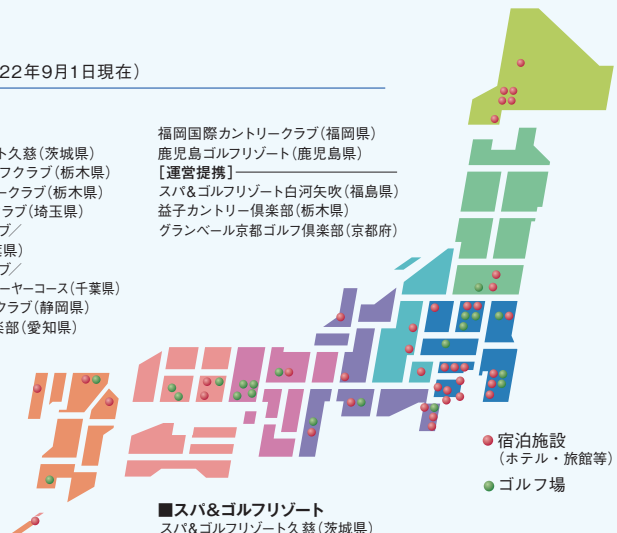 22年9月1日現在）
ト久慈（茨城県）
フクラブ（栃木県）
ークラブ（栃木県）
ラブ（埼玉県）
ブ／
葉県）
ブ／
ーヤーコース（千葉県）
クラブ（静岡県）
楽部（愛知県）
福岡国際カントリークラブ（福岡県）
鹿児島ゴルフリゾート（鹿児島県）
［運営提携］
スパ&ゴルフリゾート白河矢吹（福島県）
益子カントリー倶楽部（栃木県）
グランベール京都ゴルフ倶楽部（京都府）
宿泊施設
（ホテル・旅館等）
ゴルフ場
■スパ&ゴルフリゾート
スパ&ゴルフリゾート久慈（茨城県）